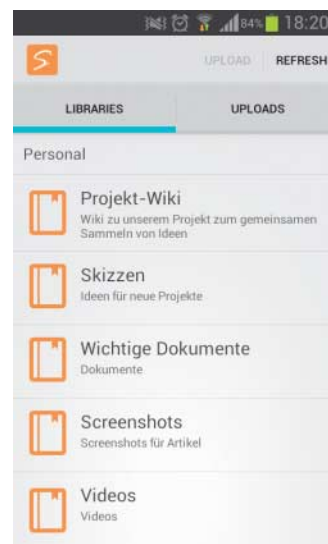 84% 18:20
S
UPLOAD REFRESH
LIBRARIES UPLOADS
Personal
Projekt-Wiki
Wiki zu unserem Projekt zum gemeinsamen
Sammeln von Ideen
Skizzen
Ideen für neue Projekte
Wichtige Dokumente
Dokumente
Screenshots
Screenshots für Artikel
Videos
Videos